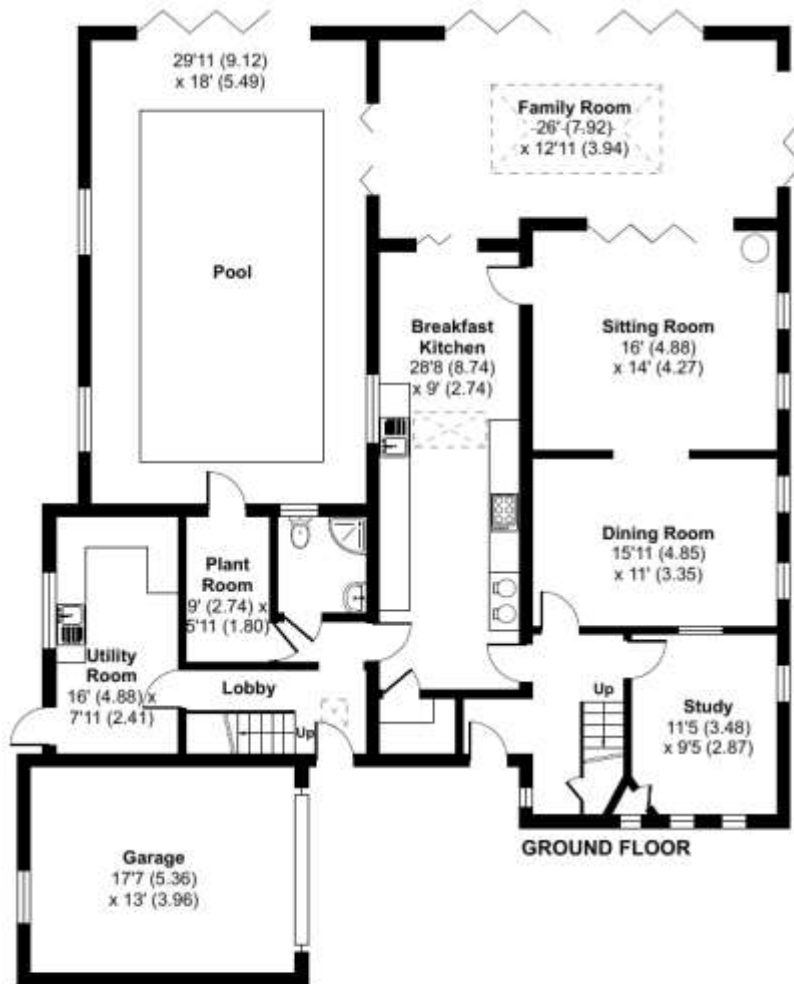 29'11 (9.12)
x 18' (5.49)
Family Room
26' (7.92)
x 12'11 (3.94)
Pool
Breakfast
Kitchen
28'8 (8.74)
x 9' (2.74)
Sitting Room
16' (4.88)
x 14' (4.27)
Dining Room
15'11 (4.85)
x 11' (3.35)
Plant
Room
9' (2.74) x
5'11 (1.80)
Utility
Room
16' (4.88) x
7'11 (2.41)
Lobby
Up
Up
Study
11'5 (3.48)
x 9'5 (2.87)
Garage
17'7 (5.36)
x 13' (3.96)
GROUND FLOOR